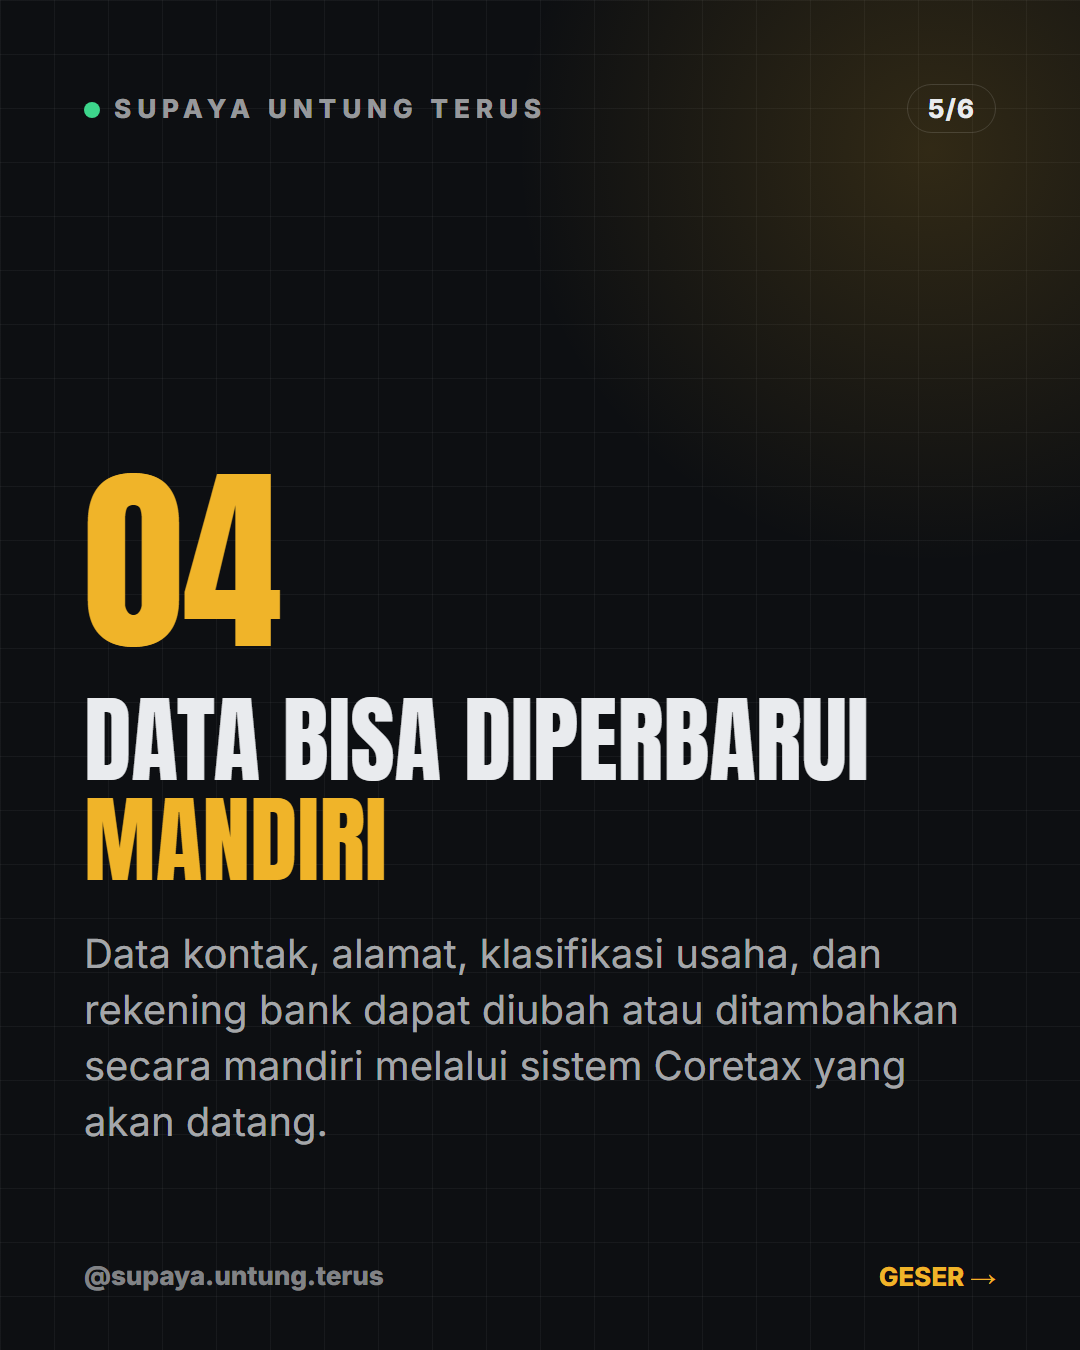 SUPAYA UNTUNG TERUS
5/6
04
DATA BISA DIPERBARUI
MANDIRI
Data kontak, alamat, klasifikasi usaha, dan
rekening bank dapat diubah atau ditambahkan
secara mandiri melalui sistem Coretax yang
akan datang.
@supaya.untung.terus
GESER →